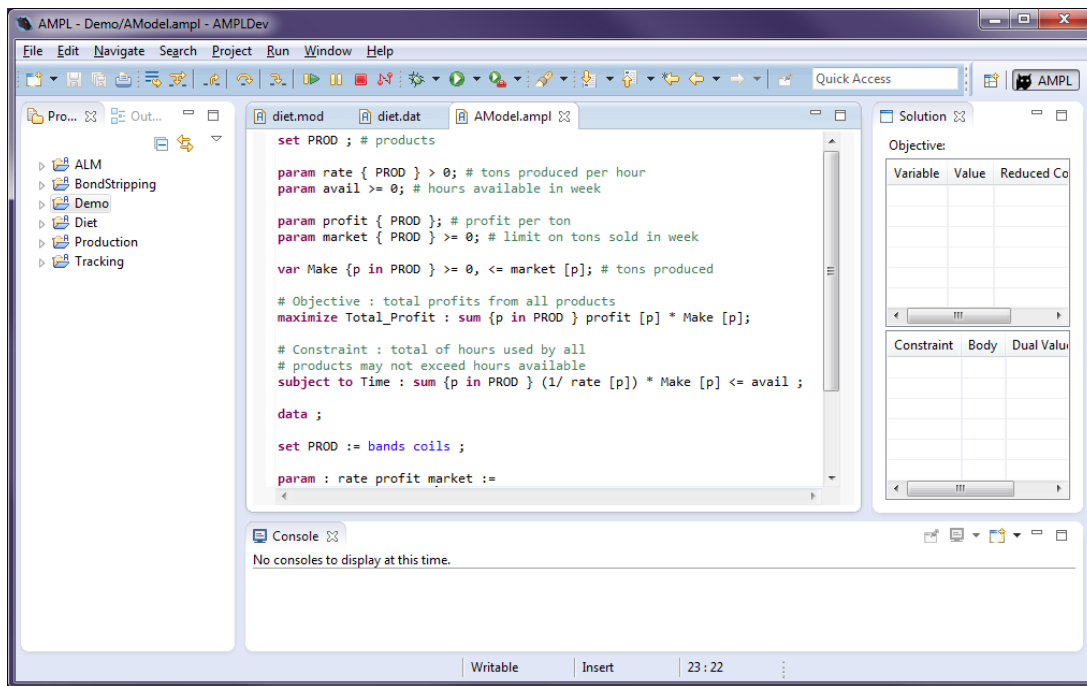 AMPL - Demo/AModel.ampl - AMPLDev
File Edit Navigate Search Project Run Window Help
Quick Access
AMPL
Pro...
Out...
ALM
BondStripping
Demo
Diet
Production
Tracking
diet.mod
diet.dat
AModel.ampl
set PROD ; # products
param rate { PROD } > 0; # tons produced per hour
param avail >= 0; # hours available in week
param profit { PROD }; # profit per ton
param market { PROD } >= 0; # limit on tons sold in week
var Make {p in PROD } >= 0, <= market [p]; # tons produced
# Objective : total profits from all products
maximize Total_Profit : sum {p in PROD } profit [p] * Make [p];
# Constraint : total of hours used by all
# products may not exceed hours available
subject to Time : sum {p in PROD } (1/ rate [p]) * Make [p] <= avail ;
data ;
set PROD := bands coils ;
param : rate profit market :=
Solution
Objective:
Variable Value Reduced Co
Constraint Body Dual Valu
Console
No consoles to display at this time.
Writable
Insert
23 : 22